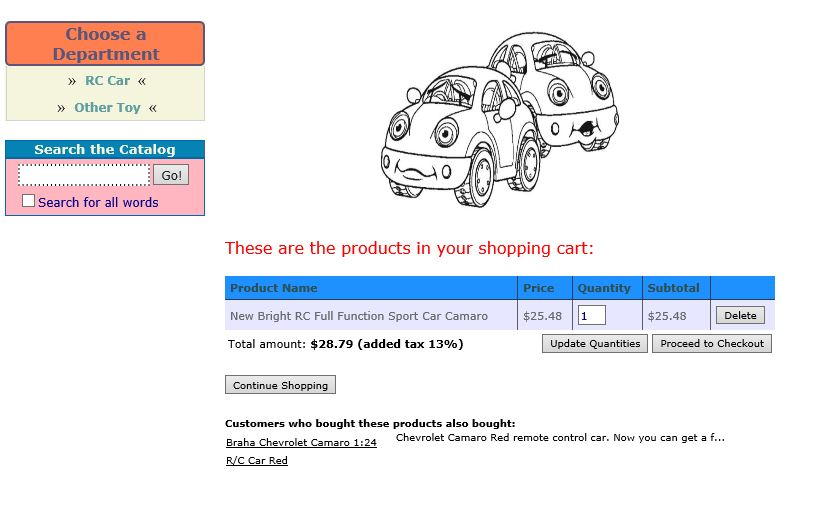 Choose a
Department
» RC Car «
» Other Toy «
Search the Catalog
Go!
Search for all words
These are the products in your shopping cart:
Product Name Price Quantity Subtotal
New Bright RC Full Function Sport Car Camaro $25.48 1 $25.48 Delete
Total amount: $28.79 (added tax 13%) Update Quantities Proceed to Checkout
Continue Shopping
Customers who bought these products also bought:
Braha Chevrolet Camaro 1:24 Chevrolet Camaro Red remote control car. Now you can get a f...
R/C Car Red